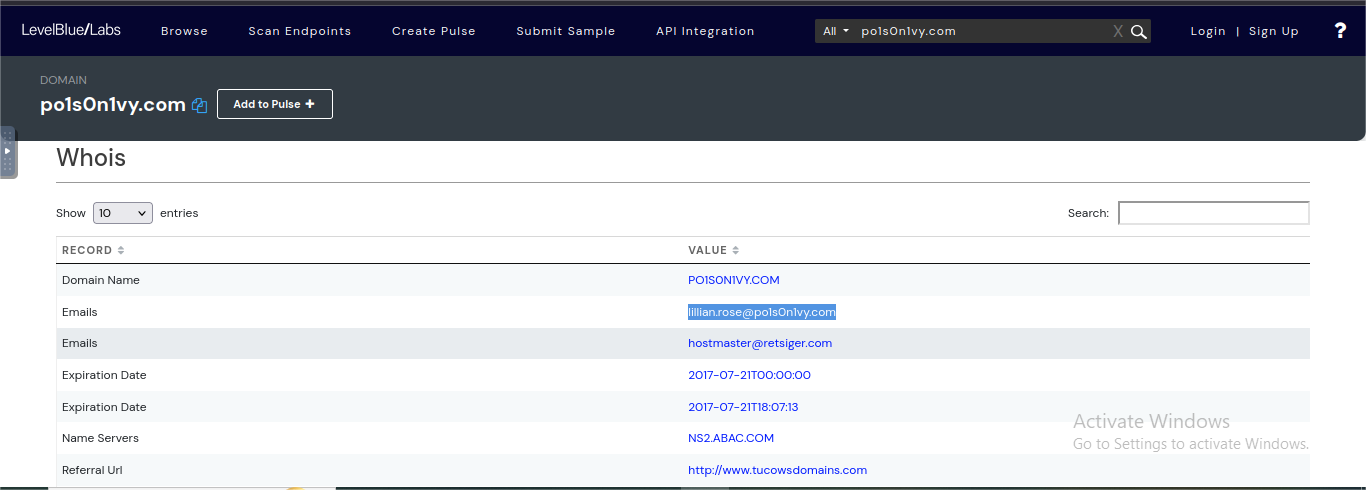 LevelBlue/Labs Browse Scan Endpoints Create Pulse Submit Sample API Integration All po1s0n1vy.com X Login | Sign Up ?
DOMAIN
po1s0n1vy.com Add to Pulse +
Whois
Show 10 entries Search:
RECORD VALUE
Domain Name PO1S0N1VY.COM
Emails lillian.rose@po1s0n1vy.com
Emails hostmaster@retsiger.com
Expiration Date 2017-07-21T00:00:00
Expiration Date 2017-07-21T18:07:13
Name Servers NS2.ABAC.COM
Referral Url http://www.tucowsdomains.com
Activate Windows
Go to Settings to activate Windows.